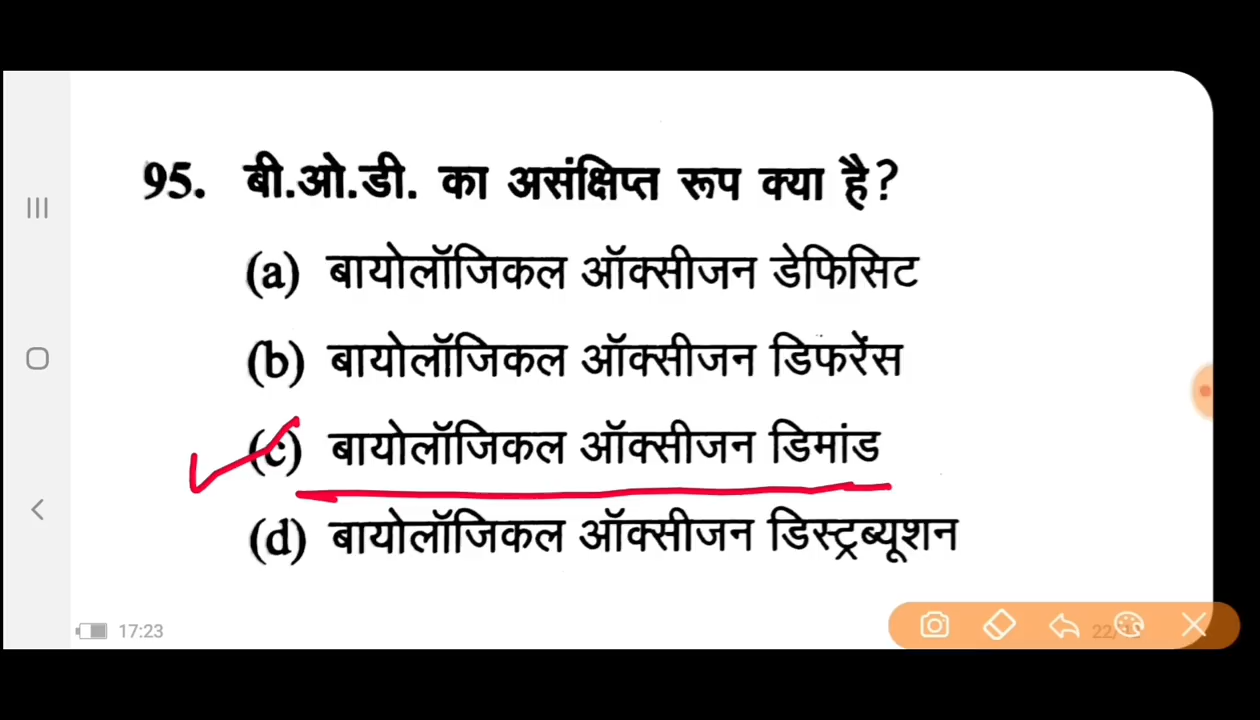 95. बी.ओ.डी. का असंक्षिप्त रूप क्या है?
(a) बायोलॉजिकल ऑक्सीजन डेफिसिट
(b) बायोलॉजिकल ऑक्सीजन डिफरेंस
(c) बायोलॉजिकल ऑक्सीजन डिमांड
(d) बायोलॉजिकल ऑक्सीजन डिस्ट्रब्यूशन
17:23